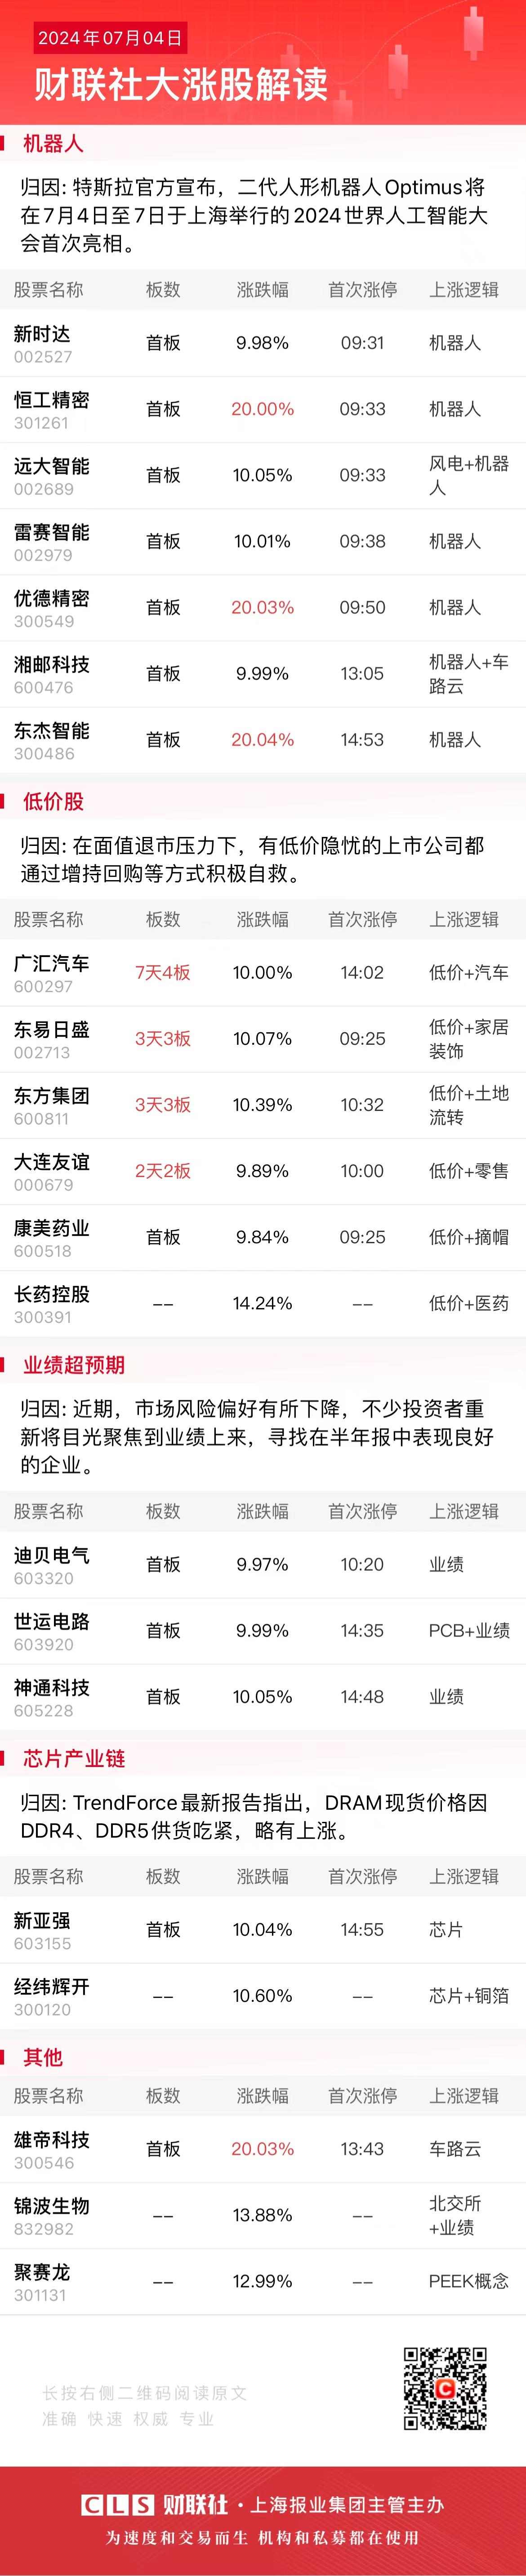 2024年07月04日
财联社大涨股解读
机器人
归因: 特斯拉官方宣布，二代人形机器人Optimus将
在7月4日至7日于上海举行的2024世界人工智能大
会首次亮相。
股票名称 板数 涨跌幅 首次涨停 上涨逻辑
新时达 首板 9.98% 09:31 机器人
002527
恒工精密 首板 20.00% 09:33 机器人
301261
远大智能 首板 10.05% 09:33 风电+机器
002689 人
雷赛智能 首板 10.01% 09:38 机器人
002979
优德精密 首板 20.03% 09:50 机器人
300549
湘邮科技 首板 9.99% 13:05 机器人+车
600476 路云
东杰智能 首板 20.04% 14:53 机器人
300486
低价股
归因: 在面值退市压力下，有低价隐忧的上市公司都
通过增持回购等方式积极自救。
股票名称 板数 涨跌幅 首次涨停 上涨逻辑
广汇汽车 7天4板 10.00% 14:02 低价+汽车
600297
东易日盛 3天3板 10.07% 09:25 低价+家居
002713 装饰
东方集团 3天3板 10.39% 10:32 低价+土地
600811 流转
大连友谊 2天2板 9.89% 10:00 低价+零售
000679
康美药业 首板 9.84% 09:25 低价+摘帽
600518
长药控股 -- 14.24% -- 低价+医药
300391
业绩超预期
归因: 近期，市场风险偏好有所下降，不少投资者重
新将目光聚焦到业绩上来，寻找在半年报中表现良好
的企业。
股票名称 板数 涨跌幅 首次涨停 上涨逻辑
迪贝电气 首板 9.97% 10:20 业绩
603320
世运电路 首板 9.99% 14:35 PCB+业绩
603920
神通科技 首板 10.05% 14:48 业绩
605228
芯片产业链
归因: TrendForce最新报告指出，DRAM现货价格因
DDR4、DDR5供货吃紧，略有上涨。
股票名称 板数 涨跌幅 首次涨停 上涨逻辑
新亚强 首板 10.04% 14:55 芯片
603155
经纬辉开 -- 10.60% -- 芯片+铜箔
300120
其他
股票名称 板数 涨跌幅 首次涨停 上涨逻辑
雄帝科技 首板 20.03% 13:43 车路云
300546
锦波生物 -- 13.88% -- 北交所
832982 +业绩
聚赛龙 -- 12.99% -- PEEK概念
301131
长按右侧二维码阅读原文
准确 快速 权威 专业
CLS 财联社·上海报业集团主管主办
为速度和交易而生 机构和私募都在使用